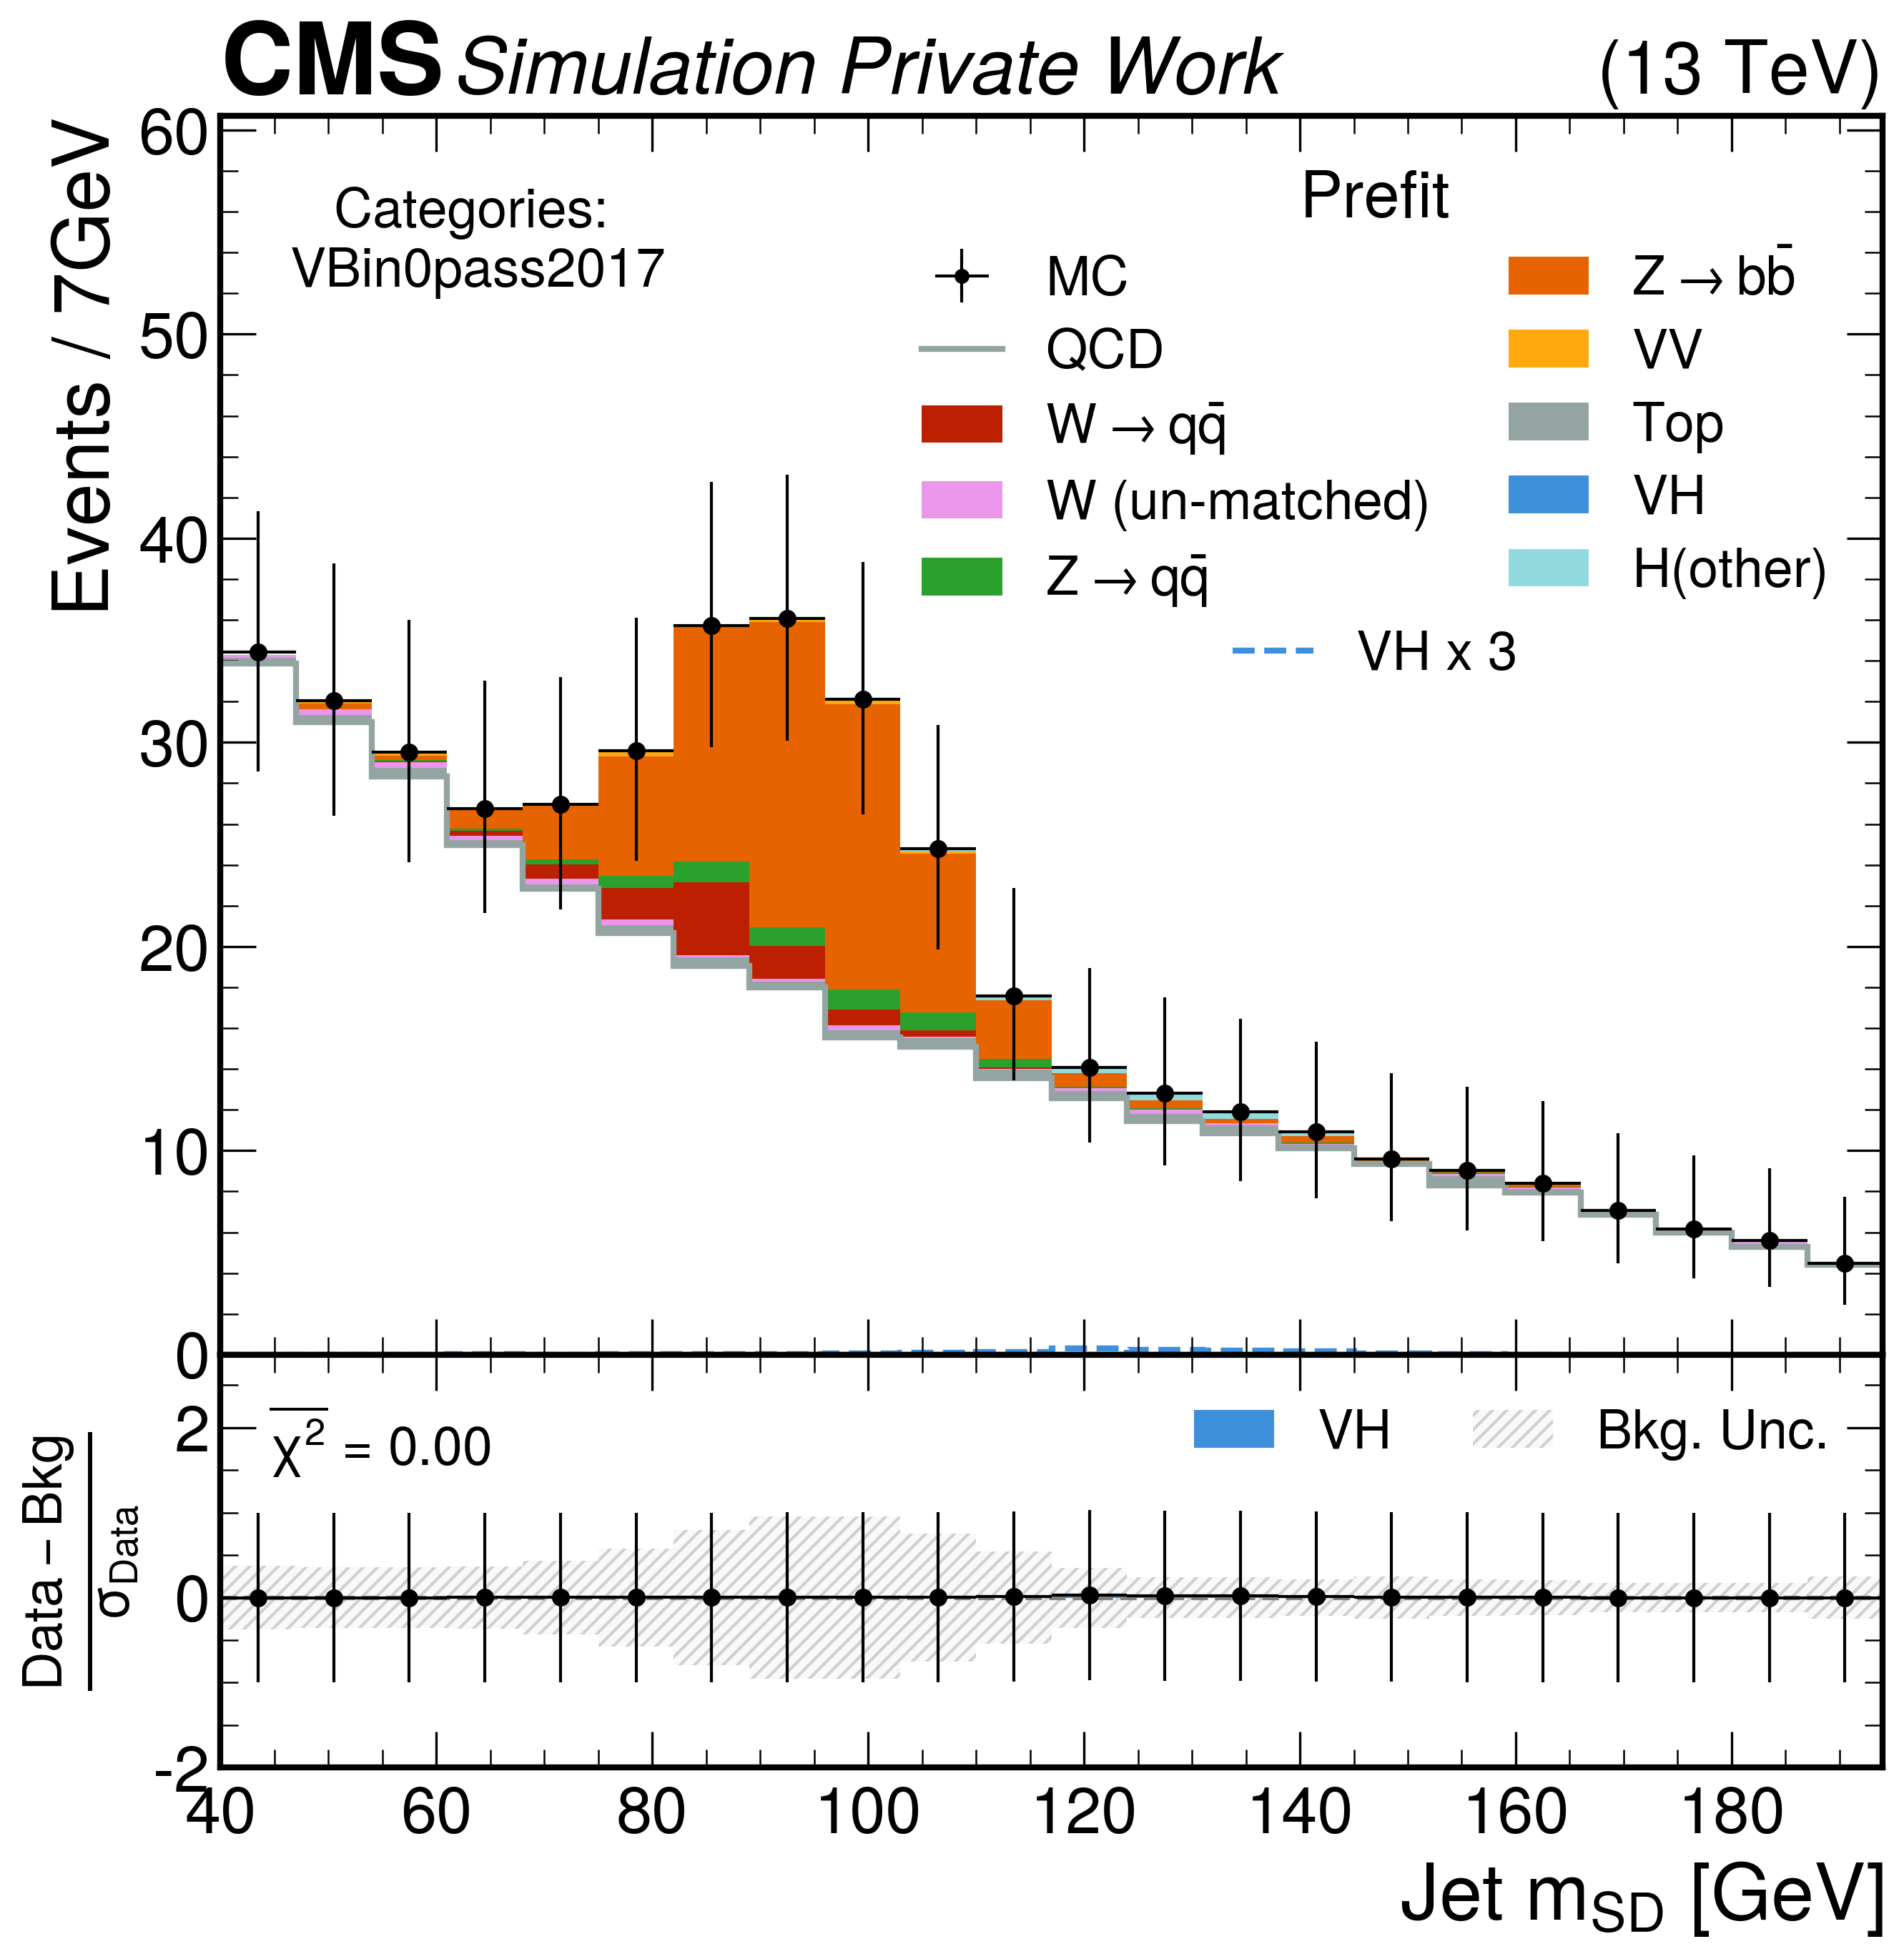 CMS Simulation Private Work (13 TeV)
Events / 7GeV
60
50
40
30
20
10
0
Categories:
VBin0pass2017
Prefit
MC
QCD
W → qq̄
W (un-matched)
Z → qq̄
Z → bb̄
VV
Top
VH
H(other)
VH x 3
Data − Bkg
σData
2
0
-2
χ² = 0.00
VH
Bkg. Unc.
40 60 80 100 120 140 160 180
Jet mSD [GeV]